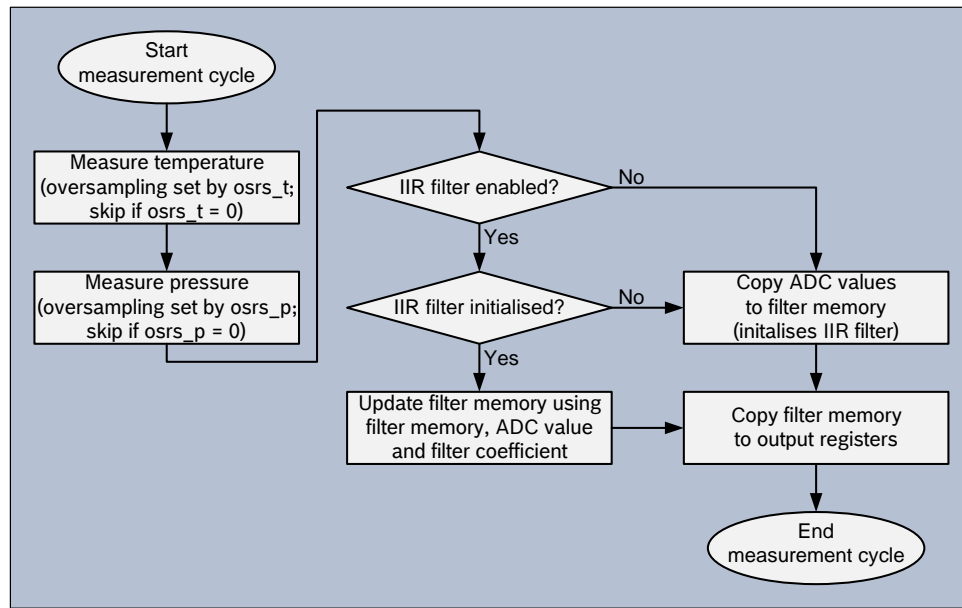 Start
measurement cycle
Measure temperature
(oversampling set by osrs_t;
skip if osrs_t = 0)
Measure pressure
(oversampling set by osrs_p;
skip if osrs_p = 0)
IIR filter enabled?
No
Yes
IIR filter initialised?
No
Yes
Copy ADC values
to filter memory
(initalises IIR filter)
Update filter memory using
filter memory, ADC value
and filter coefficient
Copy filter memory
to output registers
End
measurement cycle